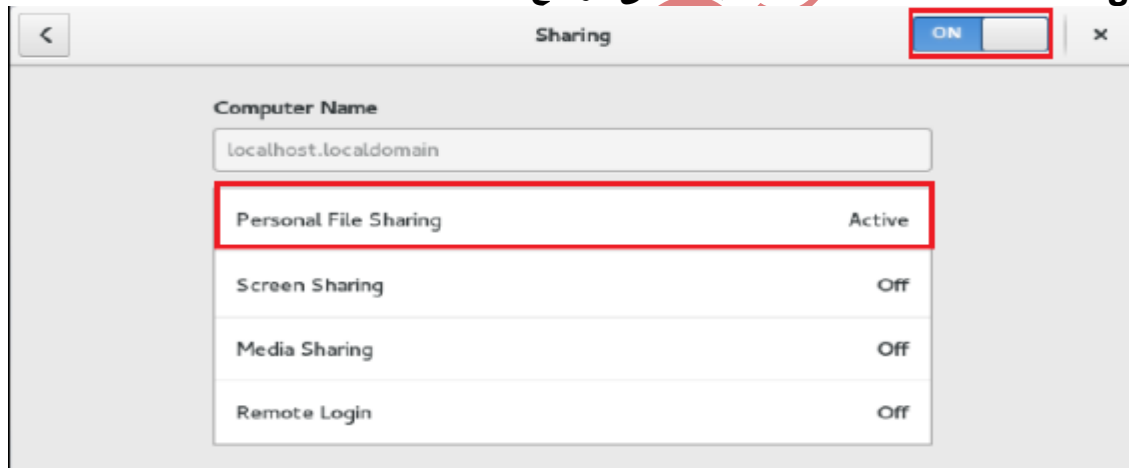 Sharing ON ×
Computer Name
localhost.localdomain
Personal File Sharing Active
Screen Sharing Off
Media Sharing Off
Remote Login Off